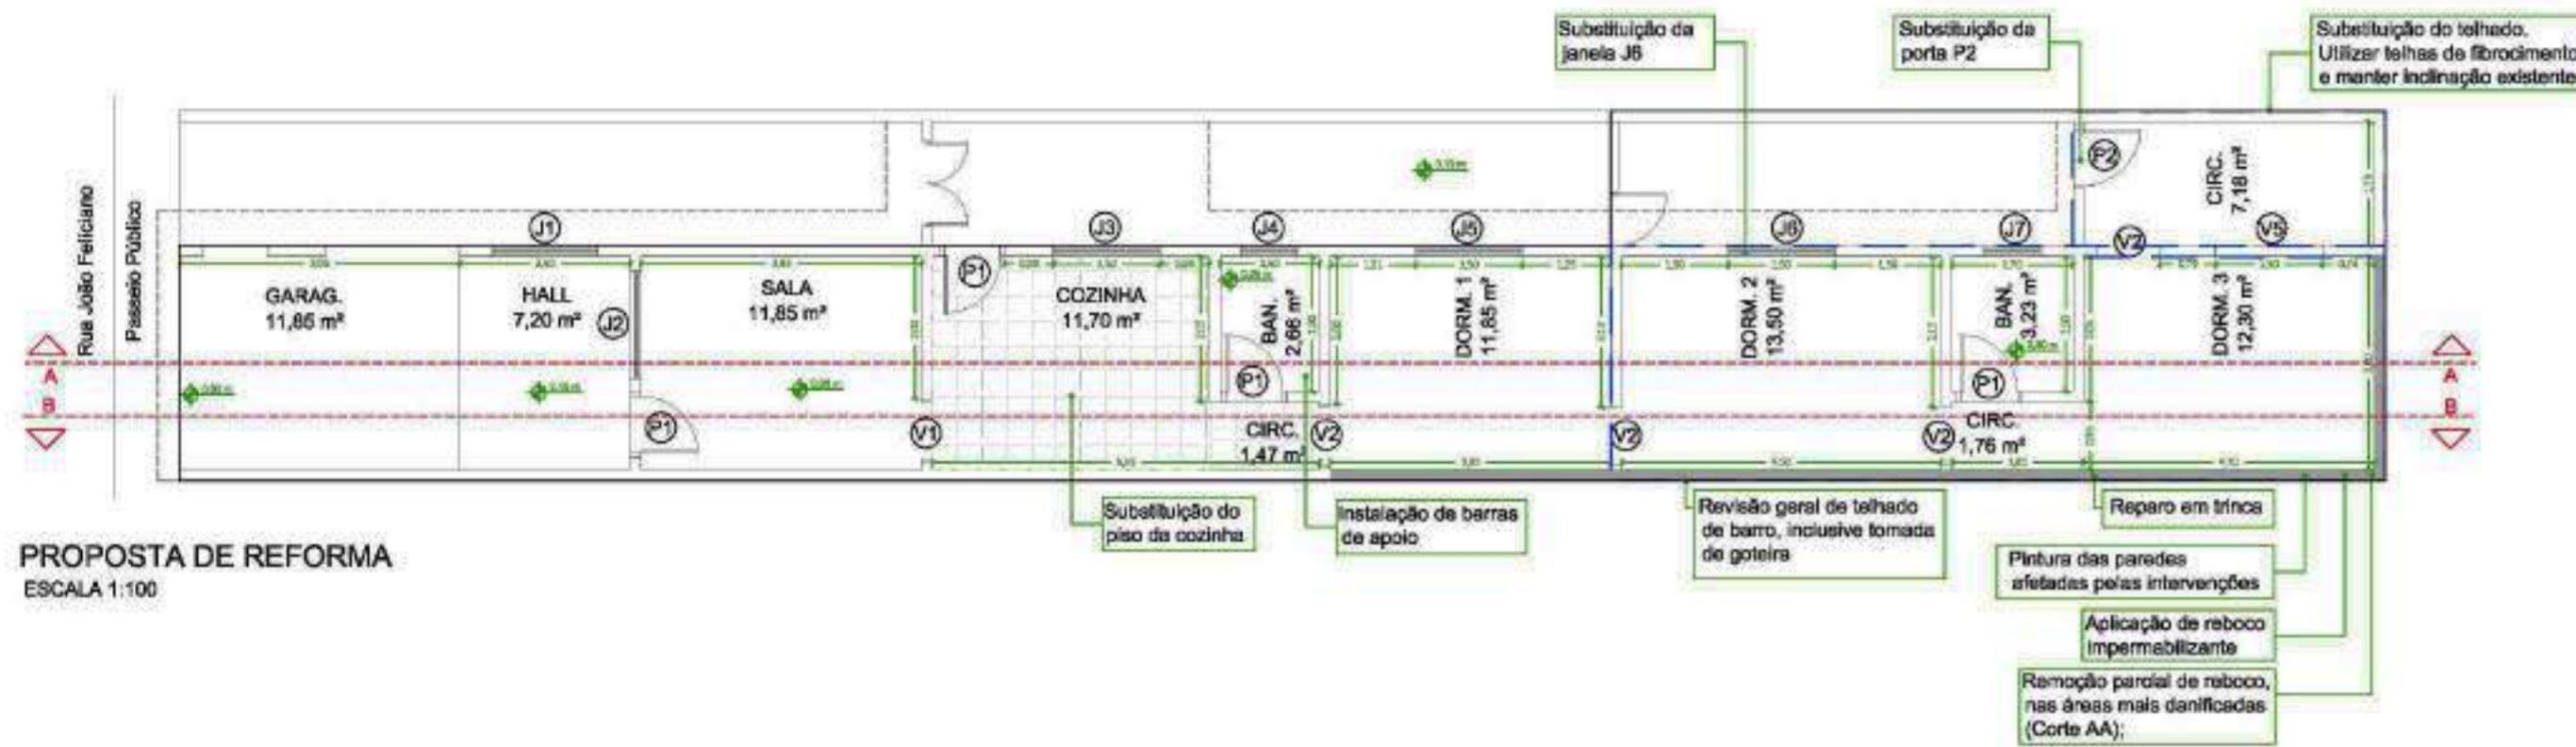 Substituição da
janela J6
Substituição da
porta P2
Substituição do telhado.
Utilizar telhas de fibrocimento
e manter inclinação existente
Rua João Feliciano
Passeio Público
J1
J3
J4
J5
J6
J7
P2
CIRC.
7,18 m²
V2
V5
GARAG.
11,85 m²
HALL
7,20 m²
J2
SALA
11,85 m²
P1
COZINHA
11,70 m²
BAN.
2,66 m²
DORM. 1
11,85 m²
DORM. 2
13,50 m²
BAN.
3,23 m²
DORM. 3
12,30 m²
A
B
P1
V1
P1
CIRC.
1,47 m²
V2
V2
V2
P1
CIRC.
1,76 m²
A
B
Substituição do
piso da cozinha
Instalação de barras
de apoio
Revisão geral de telhado
de barro, inclusive tomada
de goteira
Reparo em trinca
Pintura das paredes
afetadas pelas intervenções
Aplicação de reboco
impermabilizante
Remoção parcial de reboco,
nas áreas mais danificadas
(Corte AA);
PROPOSTA DE REFORMA
ESCALA 1:100